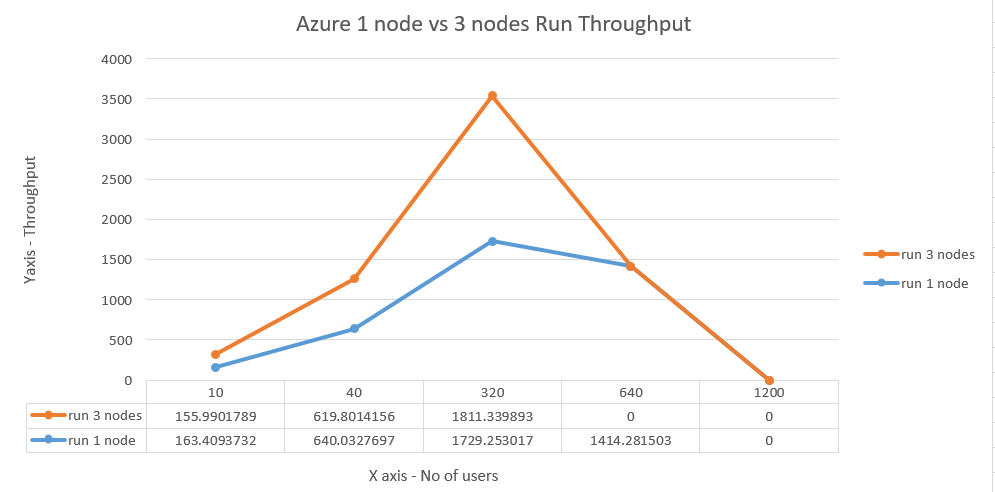 Azure 1 node vs 3 nodes Run Throughput
4000
3500
3000
2500
2000
1500
1000
500
0
Yaxis - Throughput
run 3 nodes
run 1 node
10 40 320 640 1200
run 3 nodes 155.9901789 619.8014156 1811.339893 0 0
run 1 node 163.4093732 640.0327697 1729.253017 1414.281503 0
X axis - No of users